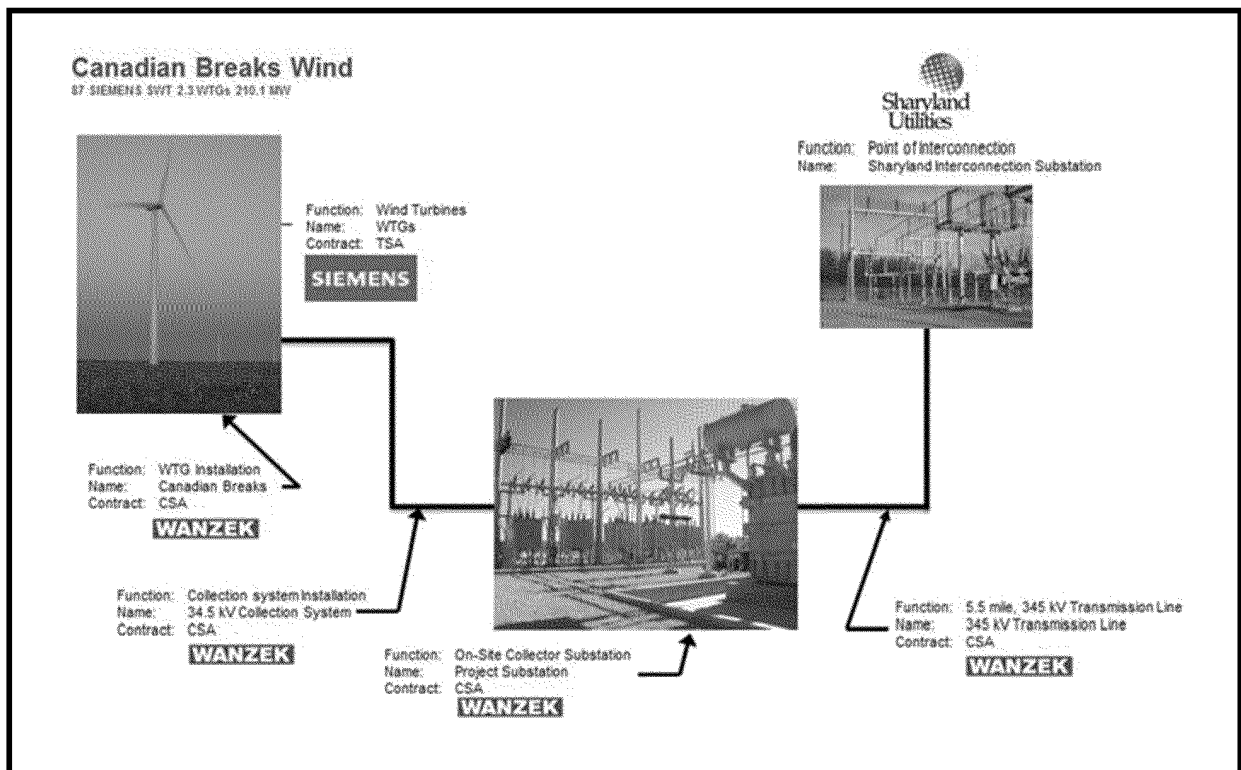 Canadian Breaks Wind
87 SIEMENS SWT 2.3 WTGs 210.1 MW
Sharyland
Utilities
Function: Point of Interconnection
Name: Sharyland Interconnection Substation
Function: Wind Turbines
Name: WTGs
Contract: TSA
SIEMENS
Function: WTG Installation
Name: Canadian Breaks
Contract: CSA
WANZEK
Function: Collection system Installation
Name: 34.5 kV Collection System
Contract: CSA
WANZEK
Function: On-Site Collector Substation
Name: Project Substation
Contract: CSA
WANZEK
Function: 5.5 mile, 345 kV Transmission Line
Name: 345 kV Transmission Line
Contract: CSA
WANZEK